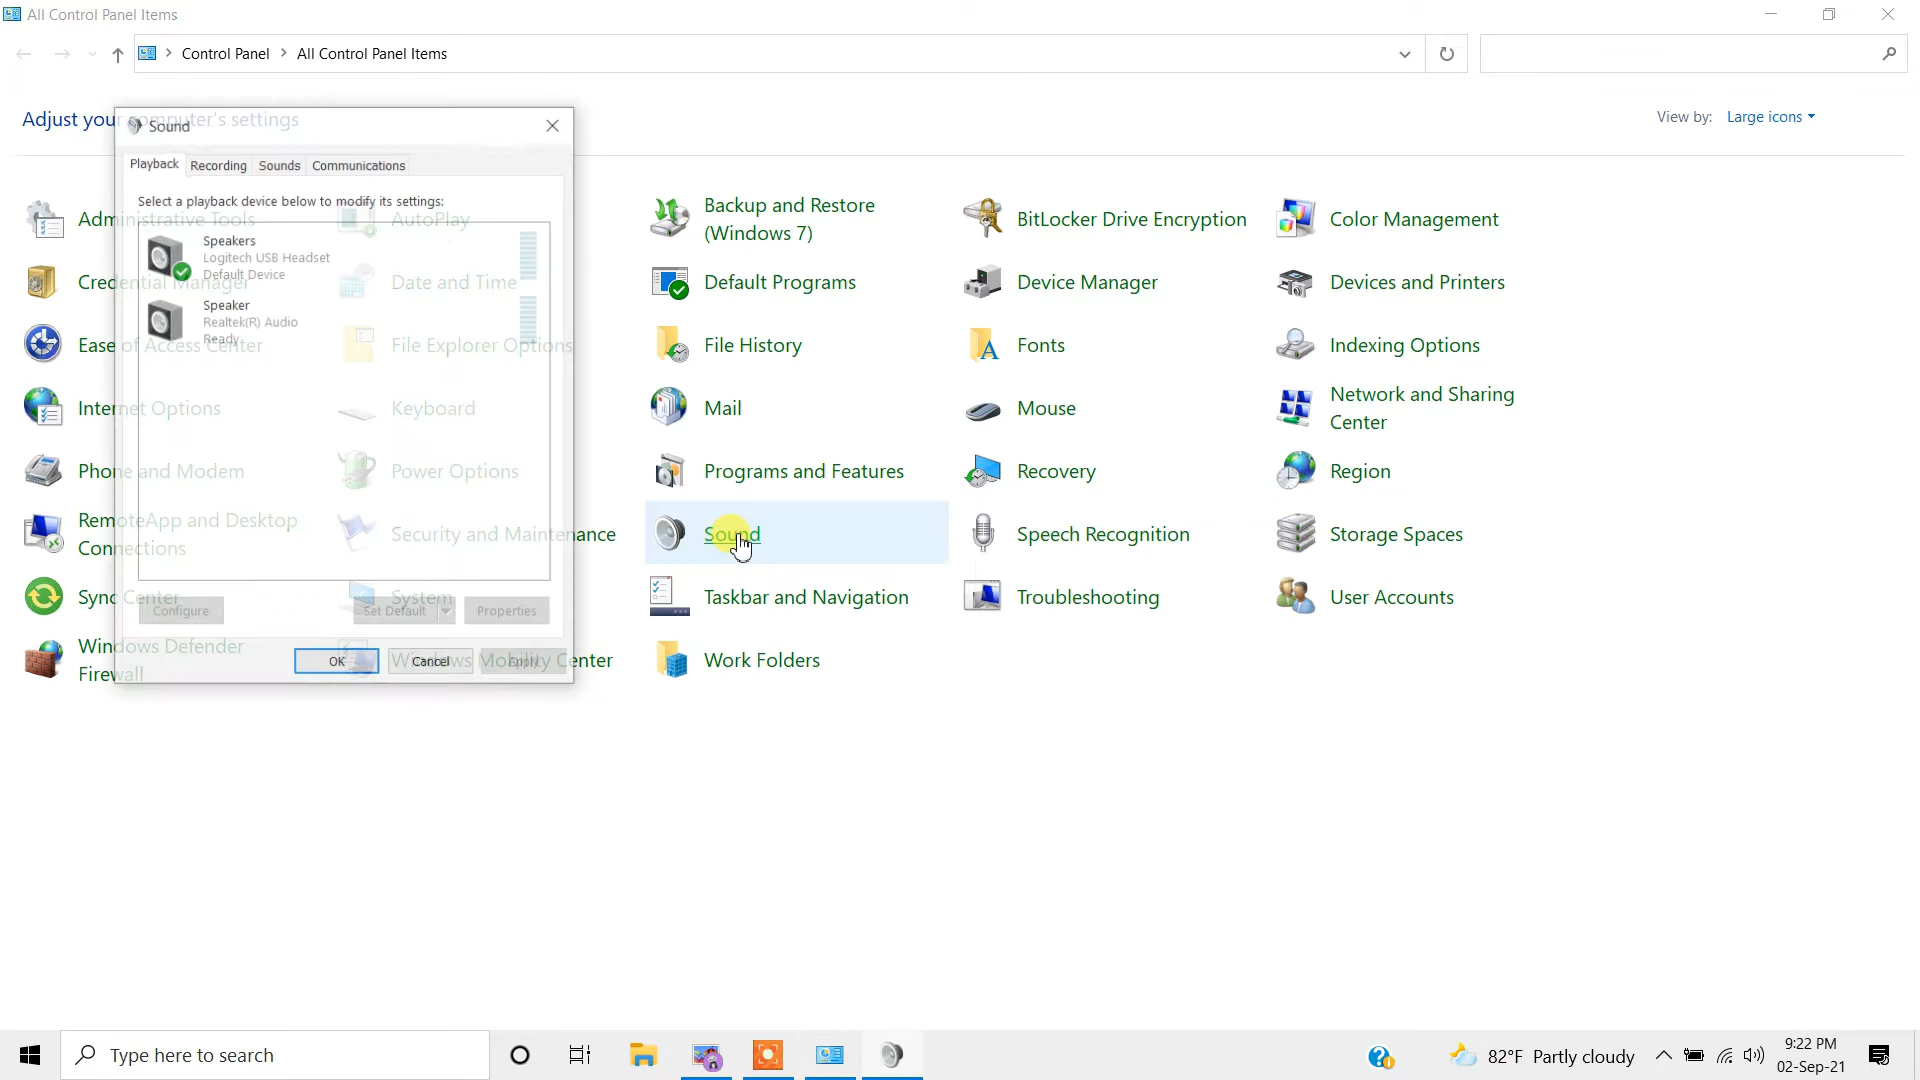 All Control Panel Items
Control Panel
All Control Panel Items
Adjust your computer's settings
View by: Large icons
Sound
Playback
Recording
Sounds
Communications
Select a playback device below to modify its settings:
Speakers
Logitech USB Headset
Default Device
Speaker
Realtek(R) Audio
Ready
Configure
Set Default
Properties
OK
Cancel
Apply
Administrative Tools
AutoPlay
Backup and Restore
(Windows 7)
BitLocker Drive Encryption
Color Management
Credential Manager
Date and Time
Default Programs
Device Manager
Devices and Printers
Ease of Access Center
File Explorer Options
File History
Fonts
Indexing Options
Internet Options
Keyboard
Mail
Mouse
Network and Sharing
Center
Phone and Modem
Power Options
Programs and Features
Recovery
Region
RemoteApp and Desktop
Connections
Security and Maintenance
Sound
Speech Recognition
Storage Spaces
Sync Center
System
Taskbar and Navigation
Troubleshooting
User Accounts
Windows Defender
Firewall
Windows Mobility Center
Work Folders
Type here to search
82°F Partly cloudy
9:22 PM
02-Sep-21